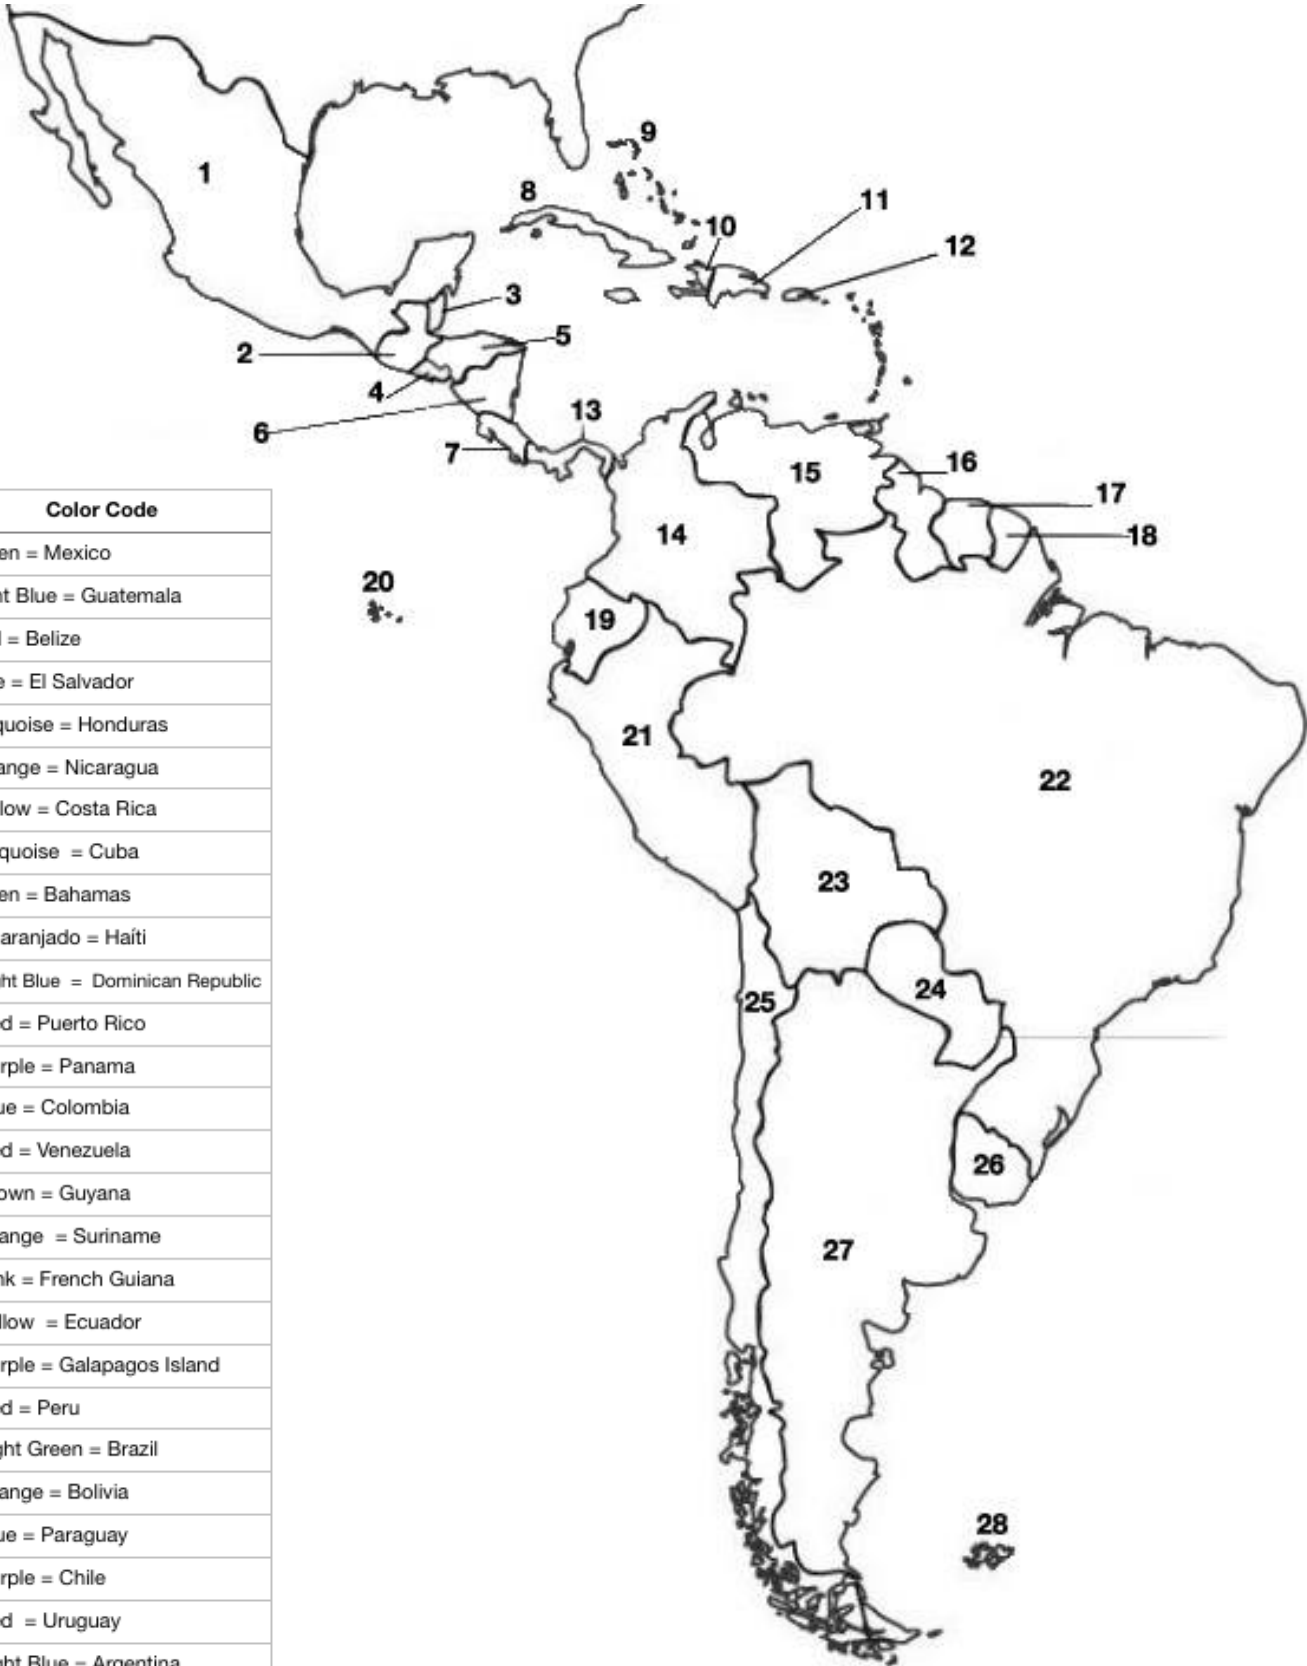 1
2
3
4
5
6
7
8
9
10
11
12
13
14
15
16
17
18
19
20
21
22
23
24
25
26
27
28
Color Code
en = Mexico
ht Blue = Guatemala
= Belize
e = El Salvador
quoise = Honduras
ange = Nicaragua
low = Costa Rica
quoise = Cuba
en = Bahamas
aranjado = Haíti
ht Blue = Dominican Republic
d = Puerto Rico
rple = Panama
ue = Colombia
d = Venezuela
own = Guyana
ange = Suriname
nk = French Guiana
llow = Ecuador
rple = Galapagos Island
d = Peru
ght Green = Brazil
ange = Bolivia
ue = Paraguay
rple = Chile
d = Uruguay
ght Blue = Argentina